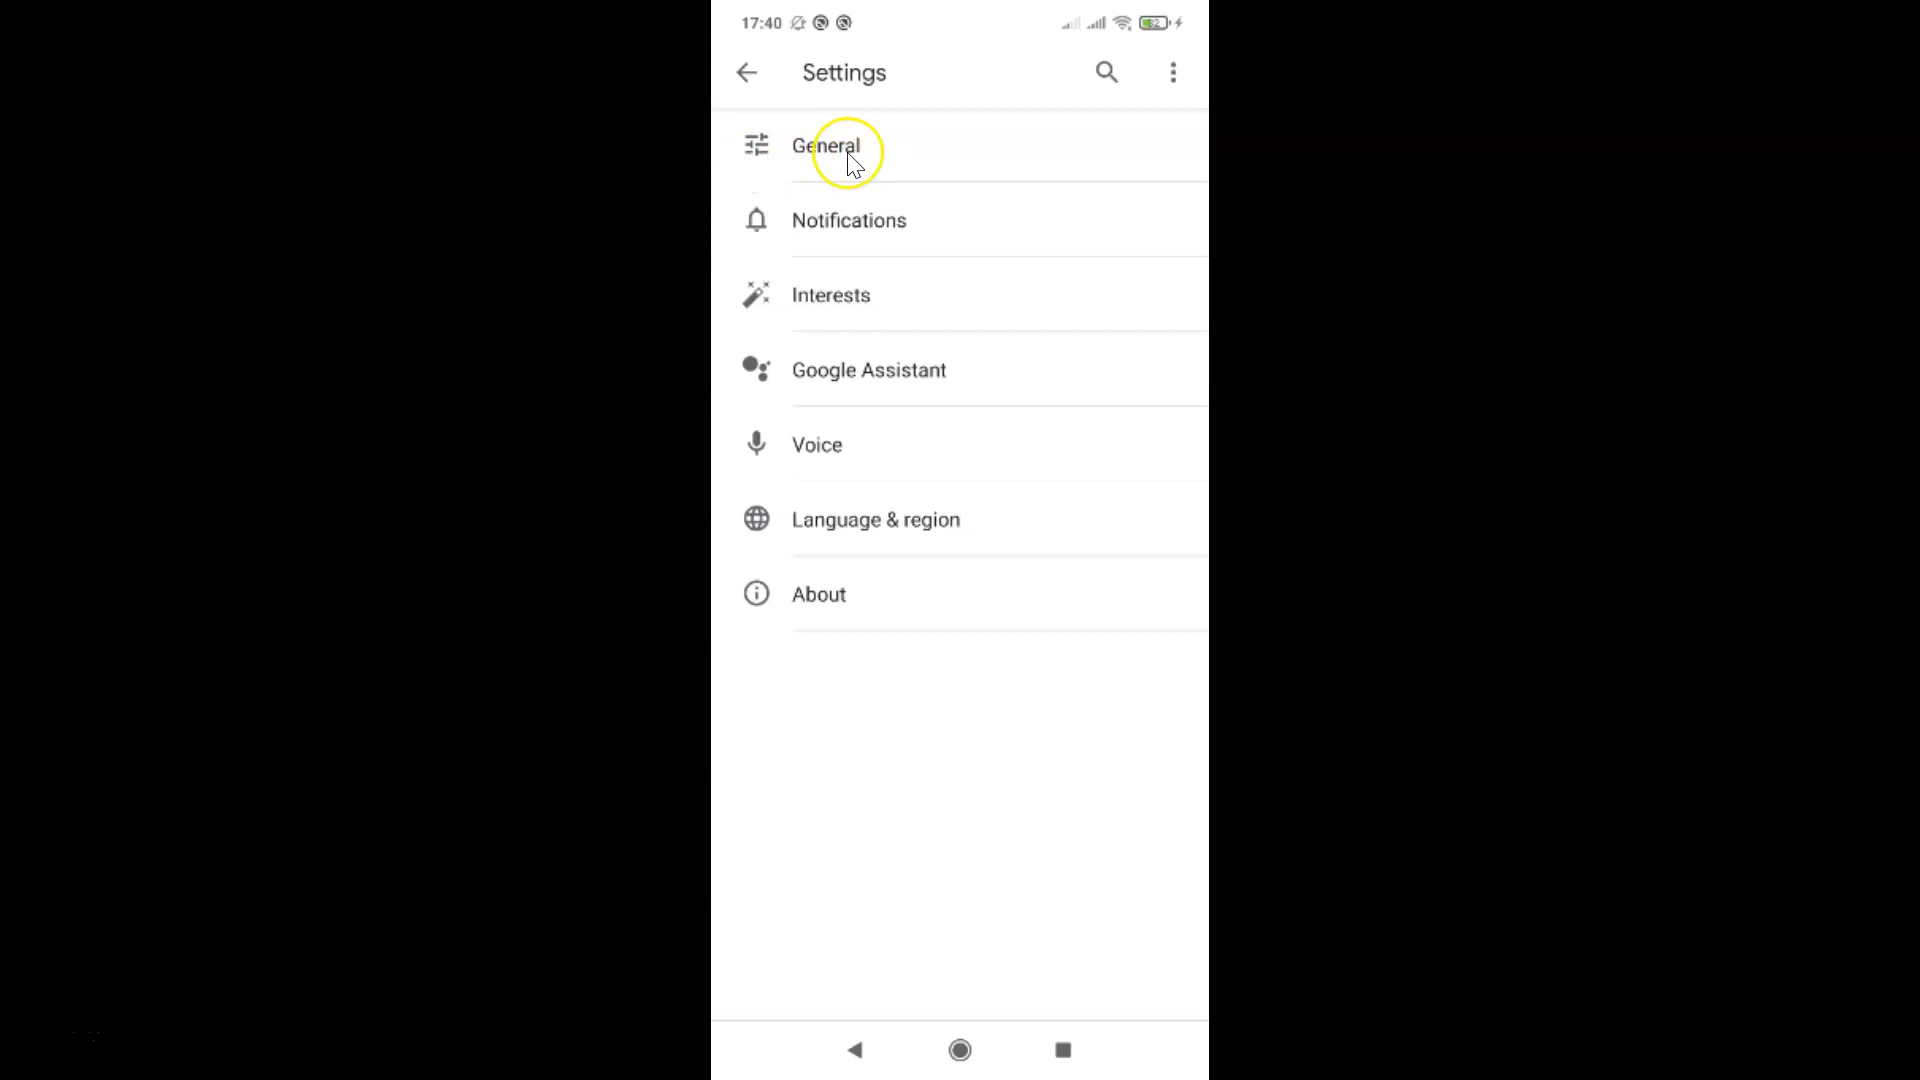 17:40
Settings
General
Notifications
Interests
Google Assistant
Voice
Language & region
About